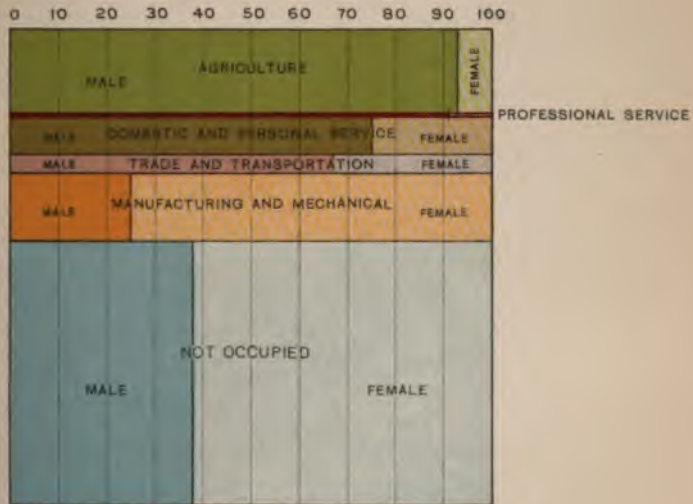 0 10 20 30 40 50 60 70 80 90 100
AGRICULTURE
MALE
FEMALE
PROFESSIONAL SERVICE
MALE DOMASTIC AND PERSONAL SERVICE FEMALE
MALE TRADE AND TRANSPORTATION FEMALE
MALE MANUFACTURING AND MECHANICAL FEMALE
NOT OCCUPIED
MALE FEMALE